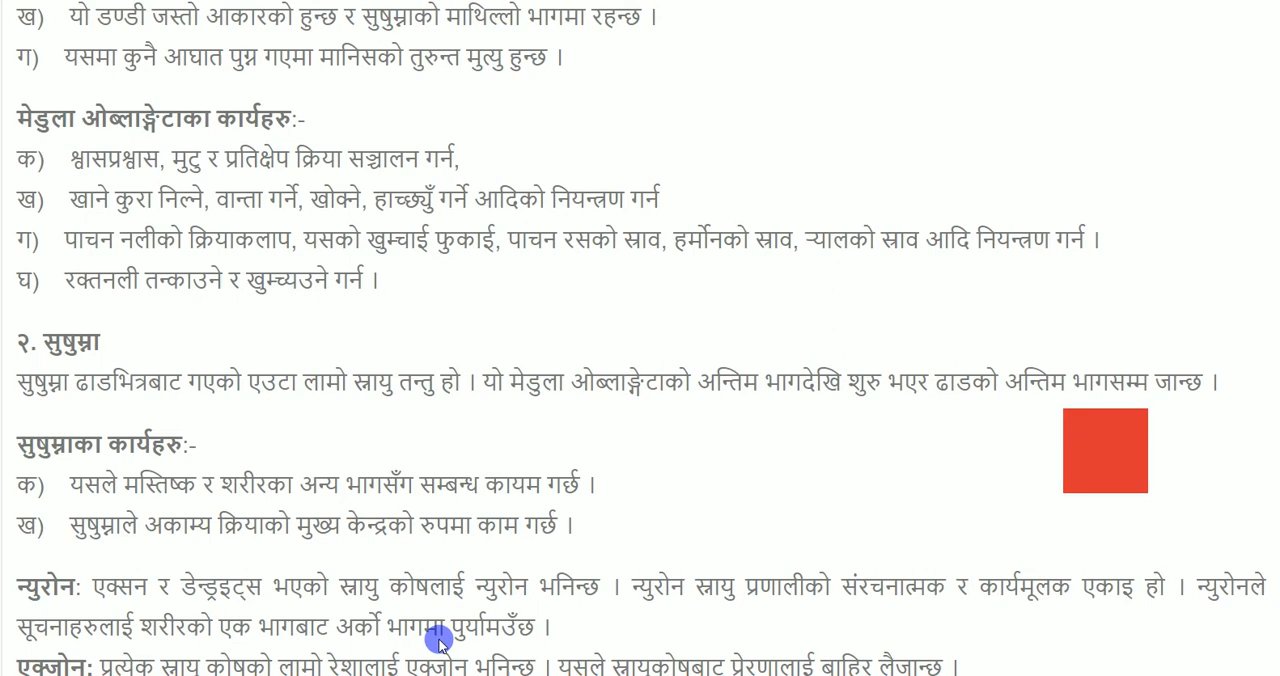 ख) यो डण्डी जस्तो आकारको हुन्छ र सुषुम्नाको माथिल्लो भागमा रहन्छ ।
ग) यसमा कुनै आघात पुग्न गएमा मानिसको तुरुन्त मुत्यु हुन्छ ।
मेडुला ओब्लाङ्गेटाका कार्यहरु:-
क) श्वासप्रश्वास, मुटु र प्रतिक्षेप क्रिया सञ्चालन गर्न,
ख) खाने कुरा निल्ने, वान्ता गर्ने, खोक्ने, हाच्छ्युँ गर्ने आदिको नियन्त्रण गर्न
ग) पाचन नलीको क्रियाकलाप, यसको खुम्चाई फुकाई, पाचन रसको स्राव, हर्मोनको स्राव, र्‍यालको स्राव आदि नियन्त्रण गर्न ।
घ) रक्तनली तन्काउने र खुम्च्यउने गर्न ।
२. सुषुम्ना
सुषुम्ना ढाडभित्रबाट गएको एउटा लामो स्नायु तन्तु हो । यो मेडुला ओब्लाङ्गेटाको अन्तिम भागदेखि शुरु भएर ढाडको अन्तिम भागसम्म जान्छ ।
सुषुम्नाका कार्यहरु:-
क) यसले मस्तिष्क र शरीरका अन्य भागसँग सम्बन्ध कायम गर्छ ।
ख) सुषुम्नाले अकाम्य क्रियाको मुख्य केन्द्रको रुपमा काम गर्छ ।
न्युरोन: एक्सन र डेन्ड्रइट्स भएको स्नायु कोषलाई न्युरोन भनिन्छ । न्युरोन स्नायु प्रणालीको संरचनात्मक र कार्यमूलक एकाइ हो । न्युरोनले
सूचनाहरुलाई शरीरको एक भागबाट अर्को भागमा पुर्यामउँछ ।
एक्जोन: प्रत्येक स्नायु कोषको लामो रेशालाई एक्जोन भनिन्छ । यसले स्नायुकोषबाट प्रेरणालाई बाहिर लैजान्छ ।